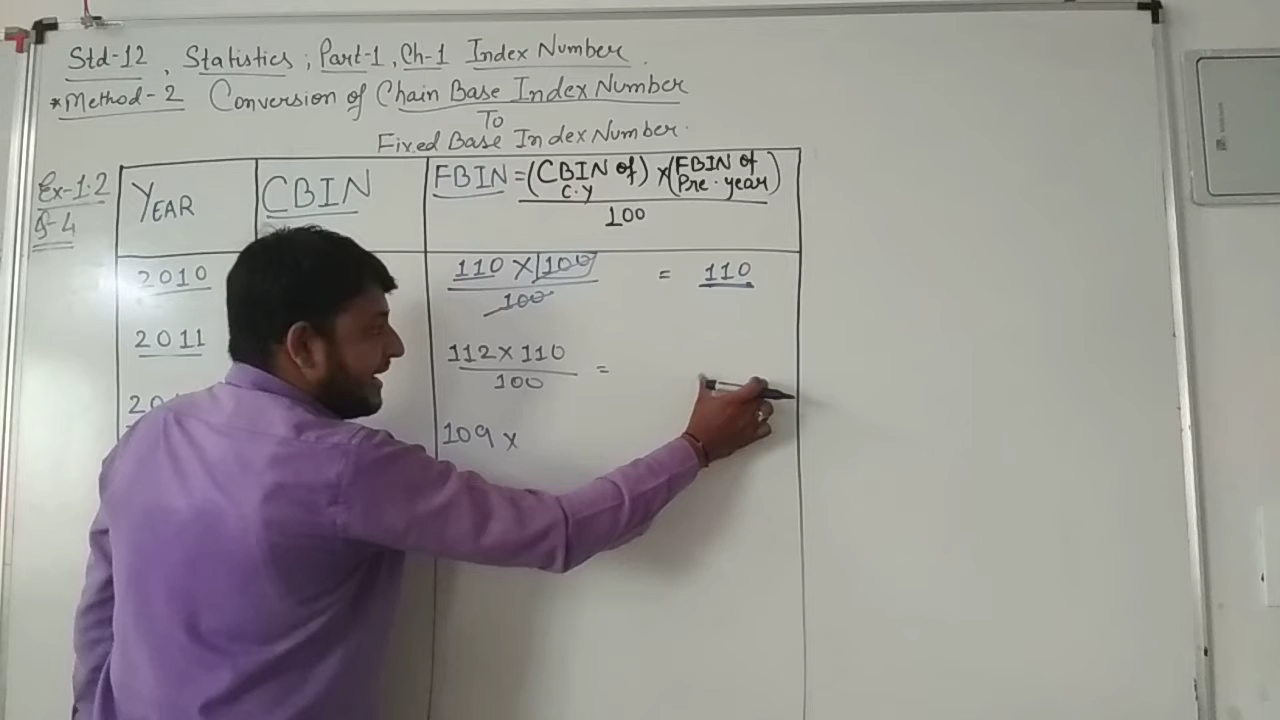 Std-12, Statistics, Part-1, Ch-1 Index Number.
*Method-2 Conversion of Chain Base Index Number
To
Fixed Base Index Number.
Ex-1.2
Q-4
YEAR CBIN FBIN = (CBIN of C.Y) × (FBIN of Pre. year)
100
2010 110 × 100 = 110
100
2011 112 × 110 =
100
109 ×